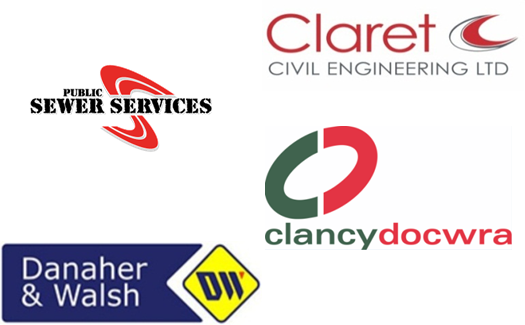 Claret
CIVIL ENGINEERING LTD
PUBLIC
SEWER SERVICES
clancydocwra
Danaher
& Walsh
DW